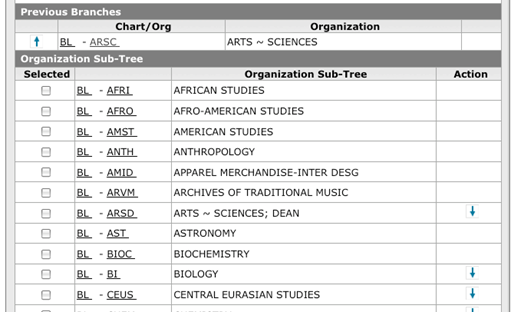 Previous Branches
Chart/Org Organization
BL - ARSC ARTS ~ SCIENCES
Organization Sub-Tree
Selected Organization Sub-Tree Action
BL - AFRI AFRICAN STUDIES
BL - AFRO AFRO-AMERICAN STUDIES
BL - AMST AMERICAN STUDIES
BL - ANTH ANTHROPOLOGY
BL - AMID APPAREL MERCHANDISE-INTER DESG
BL - ARVM ARCHIVES OF TRADITIONAL MUSIC
BL - ARSD ARTS ~ SCIENCES; DEAN
BL - AST ASTRONOMY
BL - BIOC BIOCHEMISTRY
BL - BI BIOLOGY
BL - CEUS CENTRAL EURASIAN STUDIES